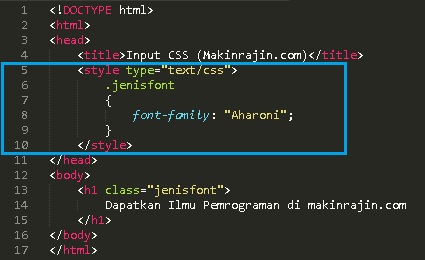 1 <!DOCTYPE html>
2 <html>
3 <head>
4 <title>Input CSS (Makinrajin.com)</title>
5 <style type="text/css">
6 .jenisfont
7 {
8 font-family: "Aharoni";
9 }
10 </style>
11 </head>
12 <body>
13 <h1 class="jenisfont">
14 Dapatkan Ilmu Pemrograman di makinrajin.com
15 </h1>
16 </body>
17 </html>